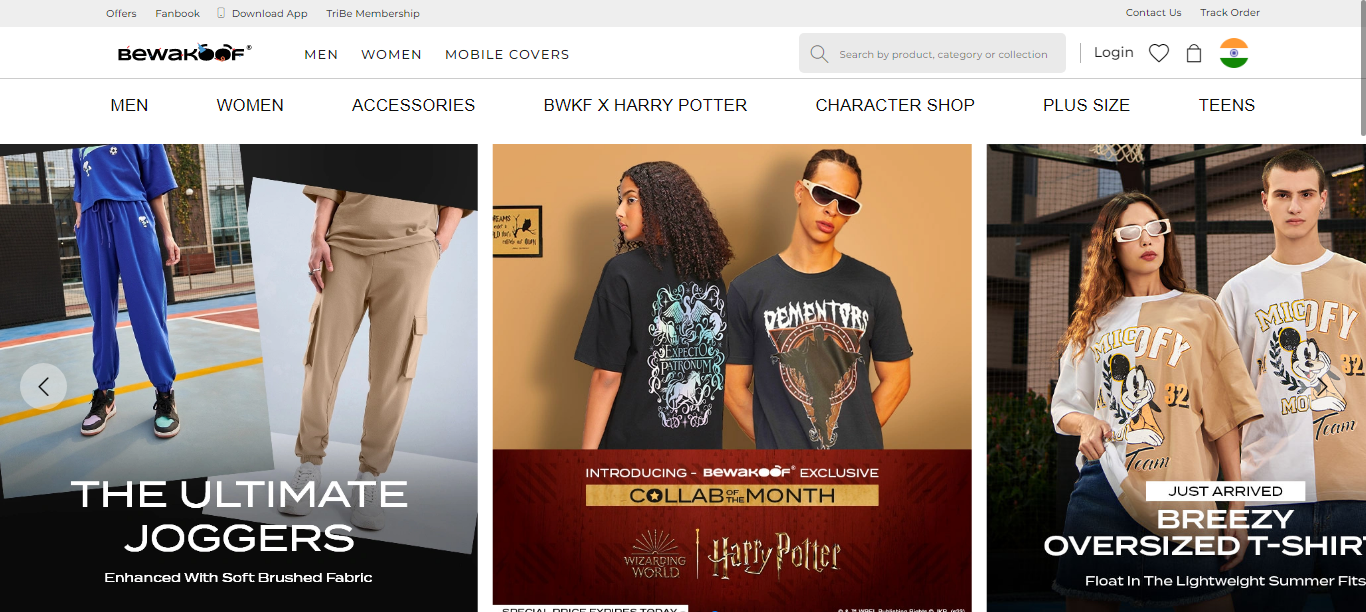 Offers Fanbook Download App TriBe Membership Contact Us Track Order
BEWAKOOF® MEN WOMEN MOBILE COVERS Search by product, category or collection Login
MEN WOMEN ACCESSORIES BWKF X HARRY POTTER CHARACTER SHOP PLUS SIZE TEENS
THE ULTIMATE
JOGGERS
Enhanced With Soft Brushed Fabric
EXPECTO
PATRONUM
DEMENTORS
INTRODUCING - BEWAKOOF® EXCLUSIVE
COLLAB OF THE MONTH
WIZARDING
WORLD
Harry Potter
SPECIAL PRICE EXPIRES TODAY -
32
Team
32
Team
JUST ARRIVED
BREEZY
OVERSIZED T-SHIR
Float In The Lightweight Summer Fits